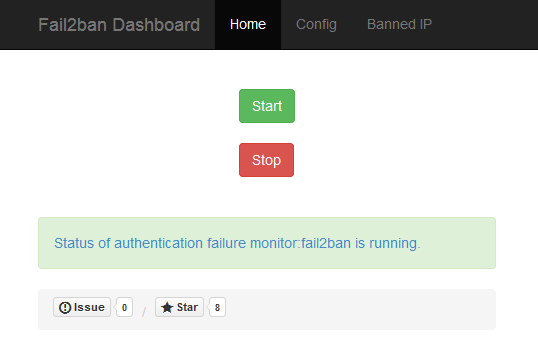 Fail2ban Dashboard Home Config Banned IP
Start
Stop
Status of authentication failure monitor:fail2ban is running.
Issue 0 / Star 8